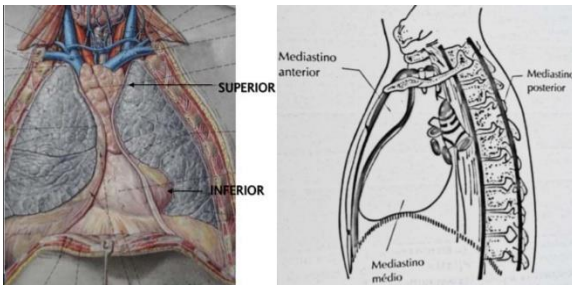 SUPERIOR
INFERIOR
Mediastino
anterior
Mediastino
posterior
Mediastino
médio